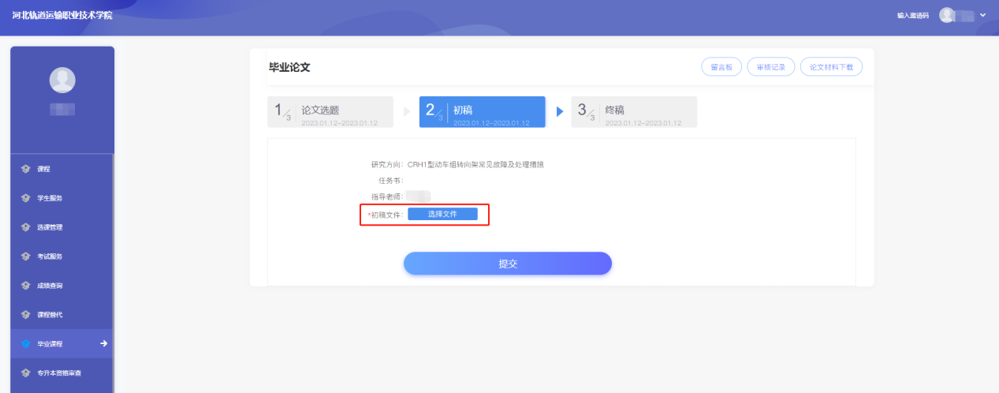 河北轨道运输职业技术学院
输入邀请码
课程
学生服务
选课管理
考试服务
成绩查询
课程替代
毕业课程
专升本资格审查
毕业论文
留言板
审核记录
论文材料下载
1/3 论文选题
2023.01.12-2023.01.12
2/3 初稿
2023.01.12-2023.01.12
3/3 终稿
2023.01.12-2023.01.12
研究方向: CRH1型动车组转向架常见故障及处理措施
任务书:
指导老师:
*初稿文件: 选择文件
提交